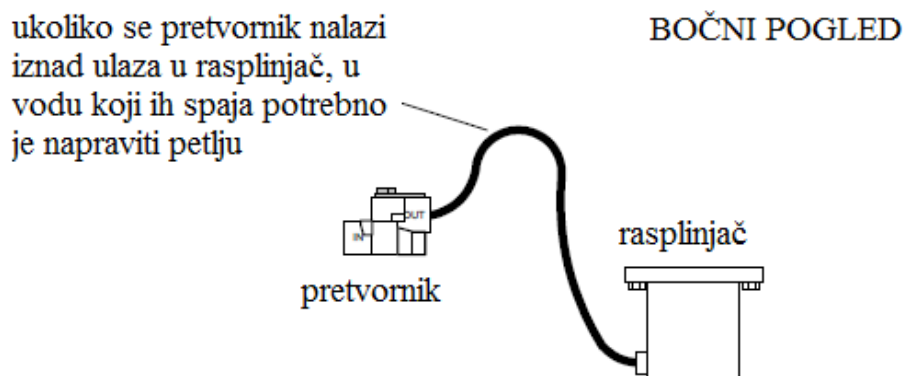 ukoliko se pretvornik nalazi
iznad ulaza u rasplinjač, u
vodu koji ih spaja potrebno
je napraviti petlju
BOČNI POGLED
OUT
IN
pretvornik
rasplinjač